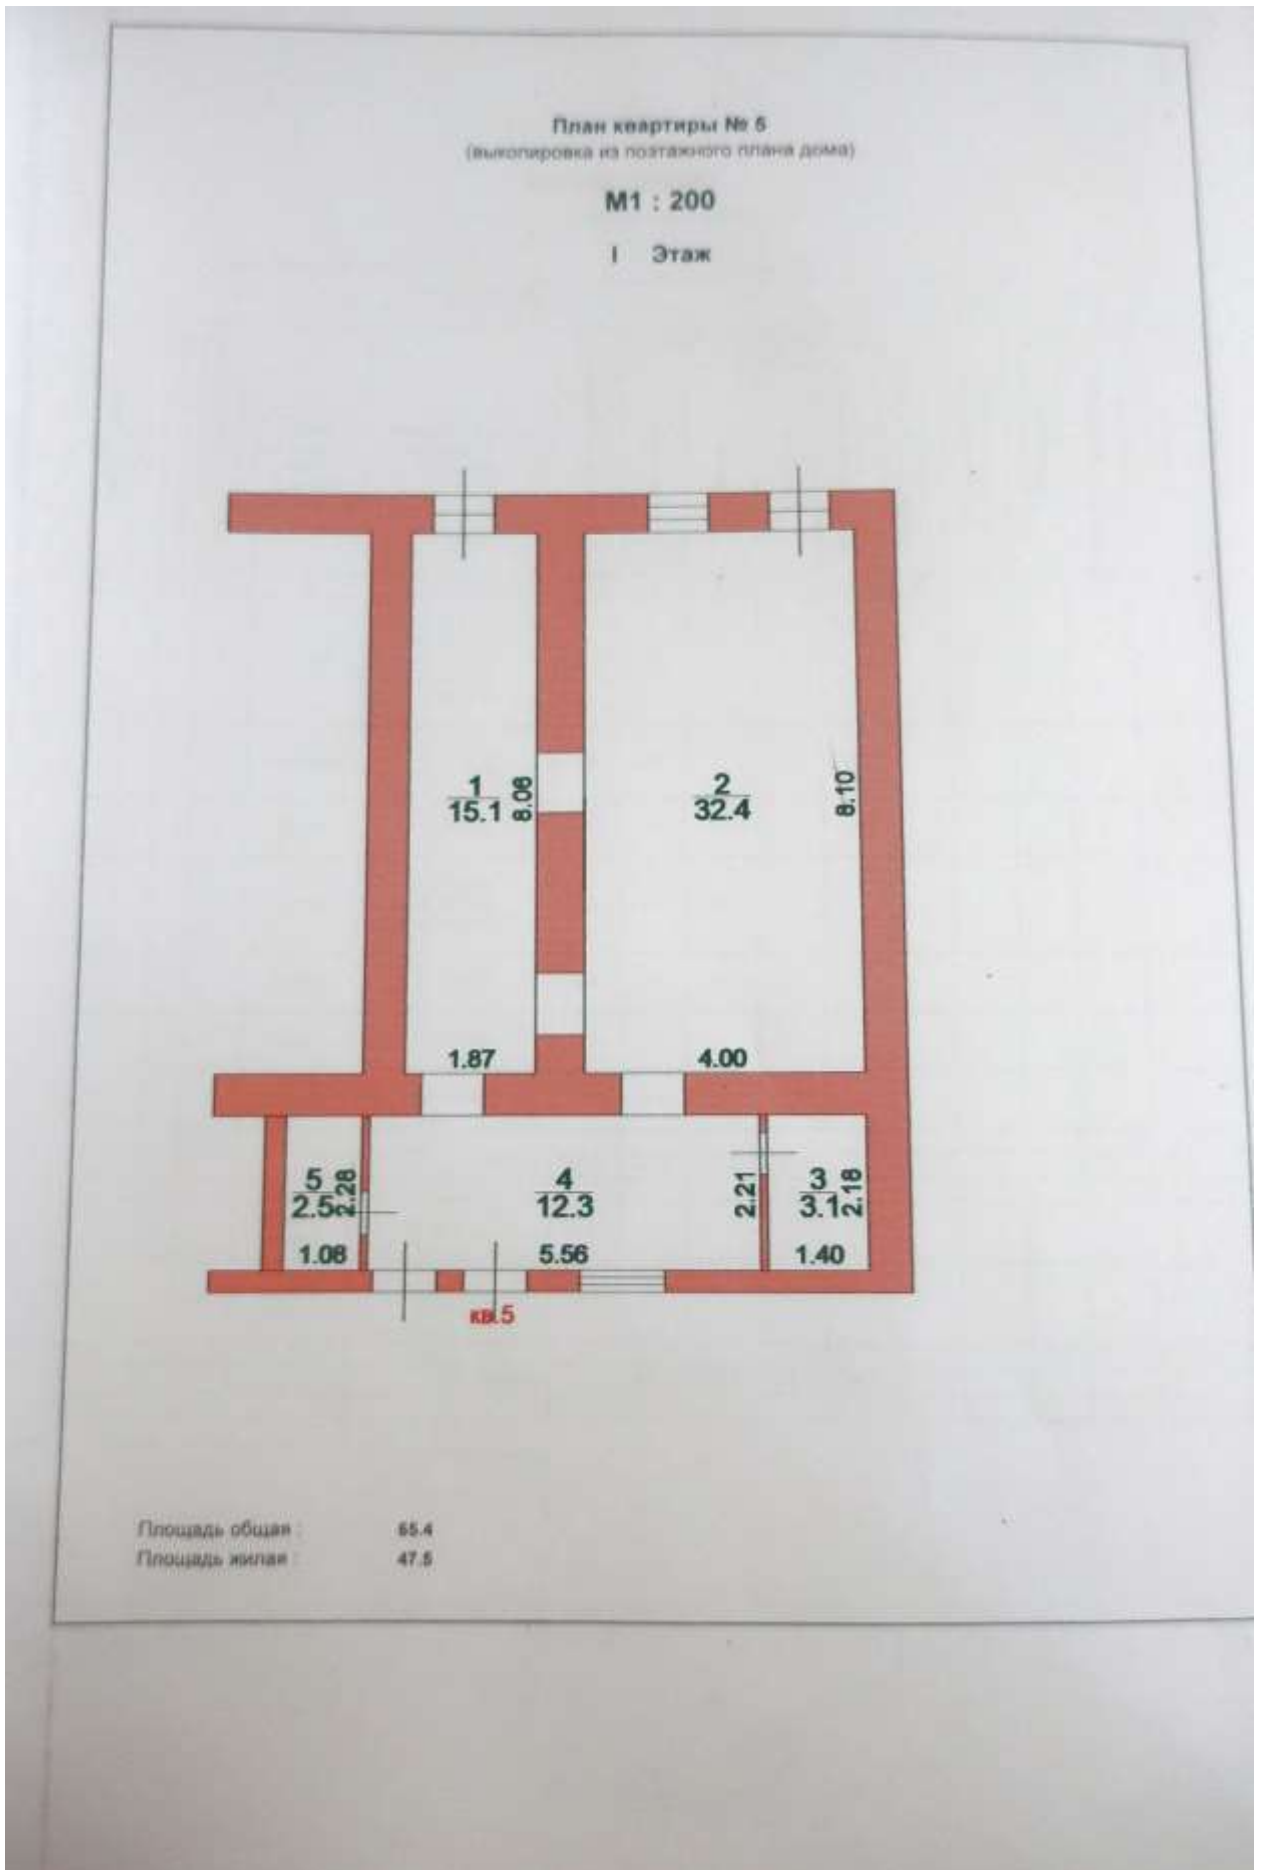 План квартиры № 5
(выкопировка из поэтажного плана дома)
М1 : 200
I Этаж
1
15.1
8.06
2
32.4
8.10
1.87
4.00
5
2.5
2.28
1.08
4
12.3
2.21
5.56
3
3.1
2.18
1.40
кв.5
Площадь общая : 65.4
Площадь жилая : 47.5